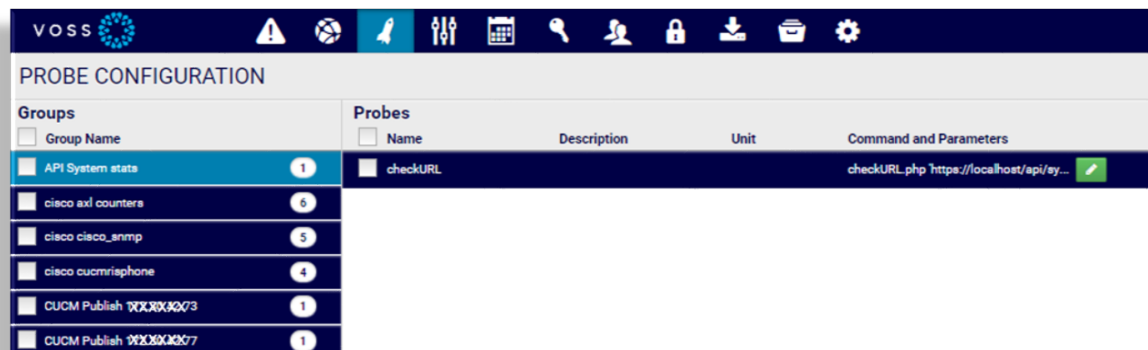 VOSS
PROBE CONFIGURATION
Groups
Probes
Group Name
Name Description Unit Command and Parameters
API System stats 1
checkURL checkURL.php 'https://localhost/api/sy...
cisco axl counters 6
cisco cisco_snmp 5
cisco cucmrisphone 4
CUCM Publish 73 1
CUCM Publish 77 1